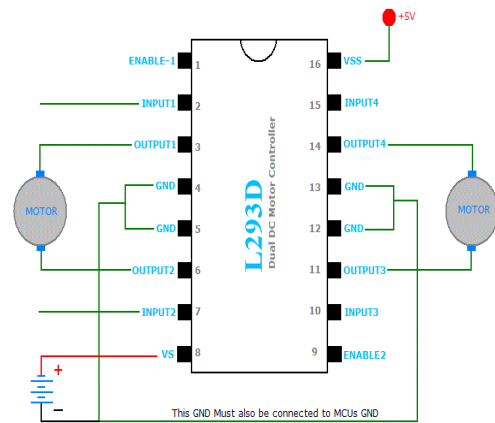 +5V
ENABLE-1 1 16 VSS
INPUT1 2 15 INPUT4
OUTPUT1 3 14 OUTPUT4
GND 4 13 GND
MOTOR
L293D
Dual DC Motor Controller
MOTOR
GND 5 12 GND
OUTPUT2 6 11 OUTPUT3
INPUT2 7 10 INPUT3
VS 8 9 ENABLE2
+
–
This GND Must also be connected to MCUs GND